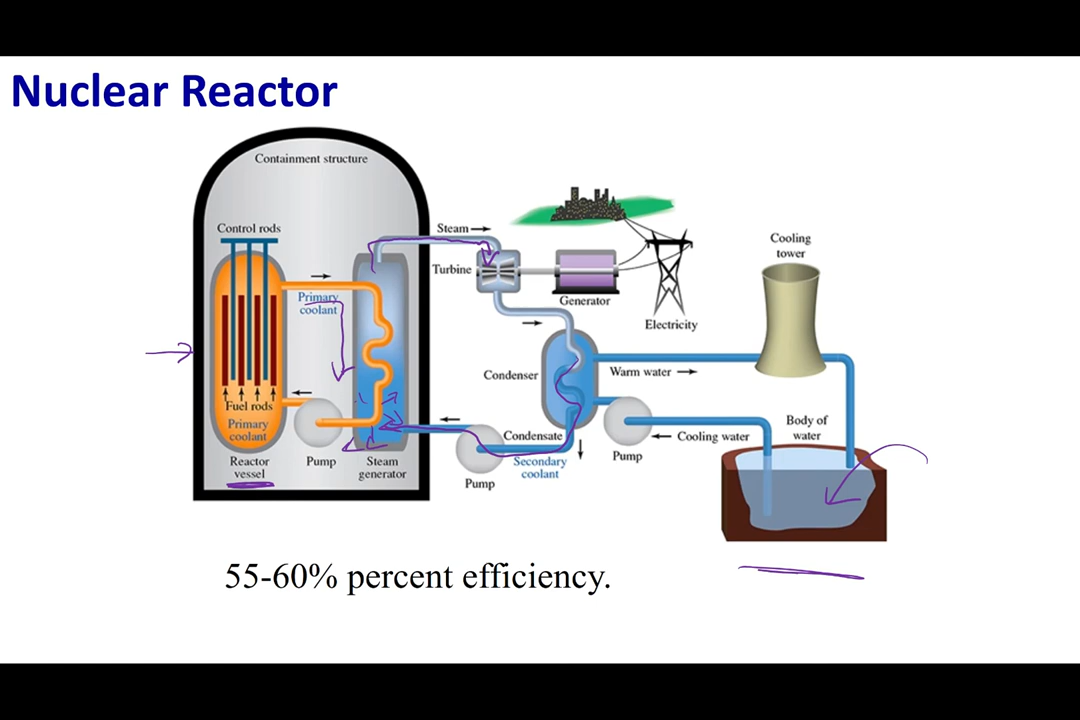 Nuclear Reactor
Containment structure
Control rods
Steam
Turbine
Generator
Electricity
Cooling
tower
Primary
coolant
Condenser
Warm water
Fuel rods
Primary
coolant
Reactor
vessel
Pump
Steam
generator
Condensate
Secondary
coolant
Pump
Pump
Cooling water
Body of
water
55-60% percent efficiency.